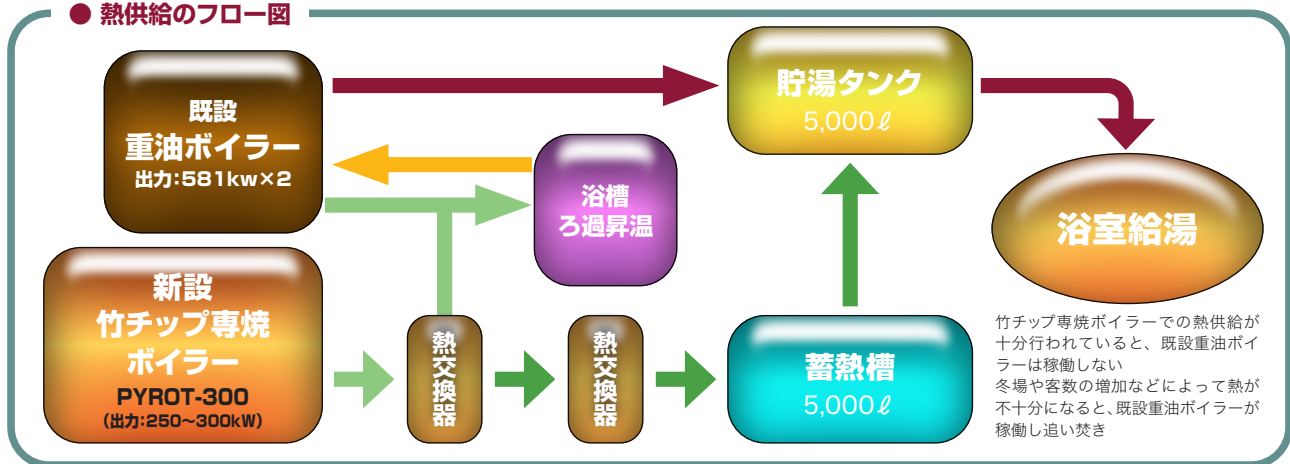 ● 熱供給のフロー図
既設
重油ボイラー
出力:581kw×2
貯湯タンク
5,000ℓ
浴槽
ろ過昇温
浴室給湯
新設
竹チップ専焼
ボイラー
PYROT-300
(出力:250〜300kW)
熱交換器
熱交換器
蓄熱槽
5,000ℓ
竹チップ専焼ボイラーでの熱供給が
十分行われていると、既設重油ボイ
ラーは稼働しない
冬場や客数の増加などによって熱が
不十分になると、既設重油ボイラーが
稼働し追い焚き